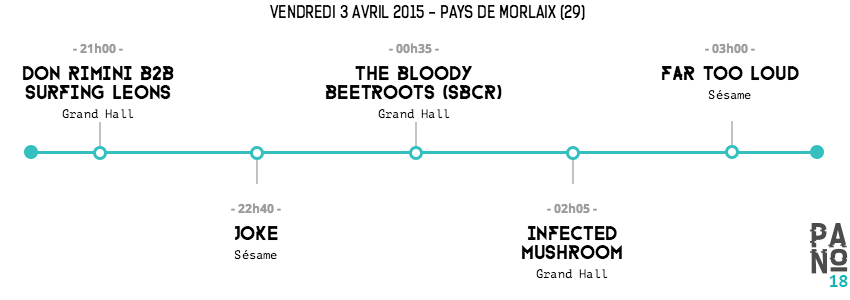 VENDREDI 3 AVRIL 2015 – PAYS DE MORLAIX (29)
- 21h00 -
DON RIMINI B2B
SURFING LEONS
Grand Hall
- 22h40 -
JOKE
Sésame
- 00h35 -
THE BLOODY
BEETROOTS (SBCR)
Grand Hall
- 02h05 -
INFECTED
MUSHROOM
Grand Hall
- 03h00 -
FAR TOO LOUD
Sésame
PA
NO
18